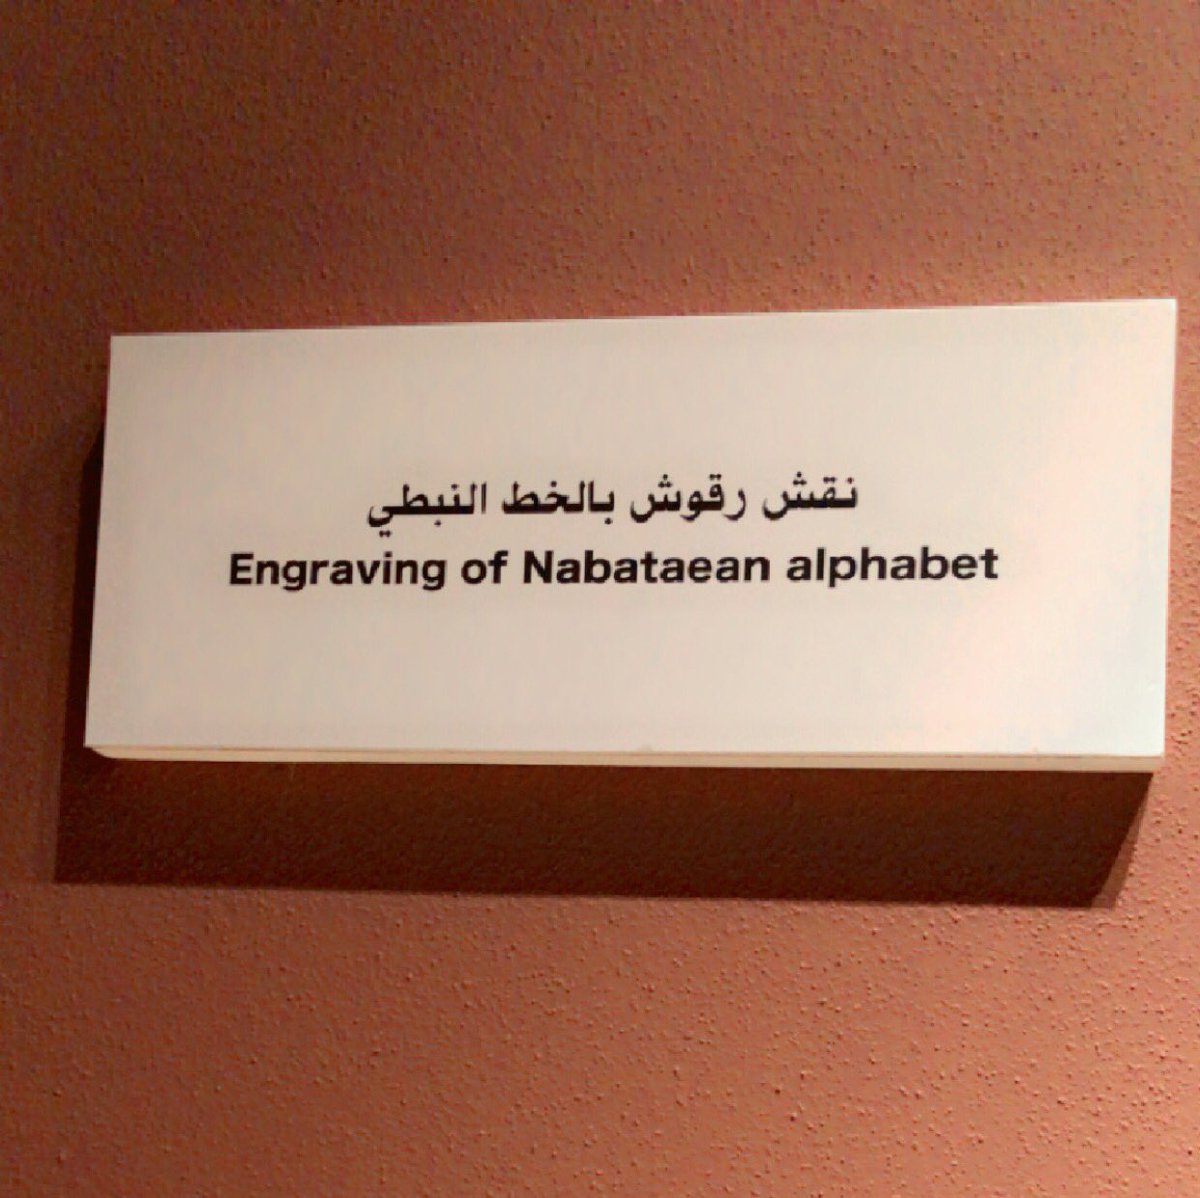 نقش رقوش بالخط النبطي
Engraving of Nabataean alphabet